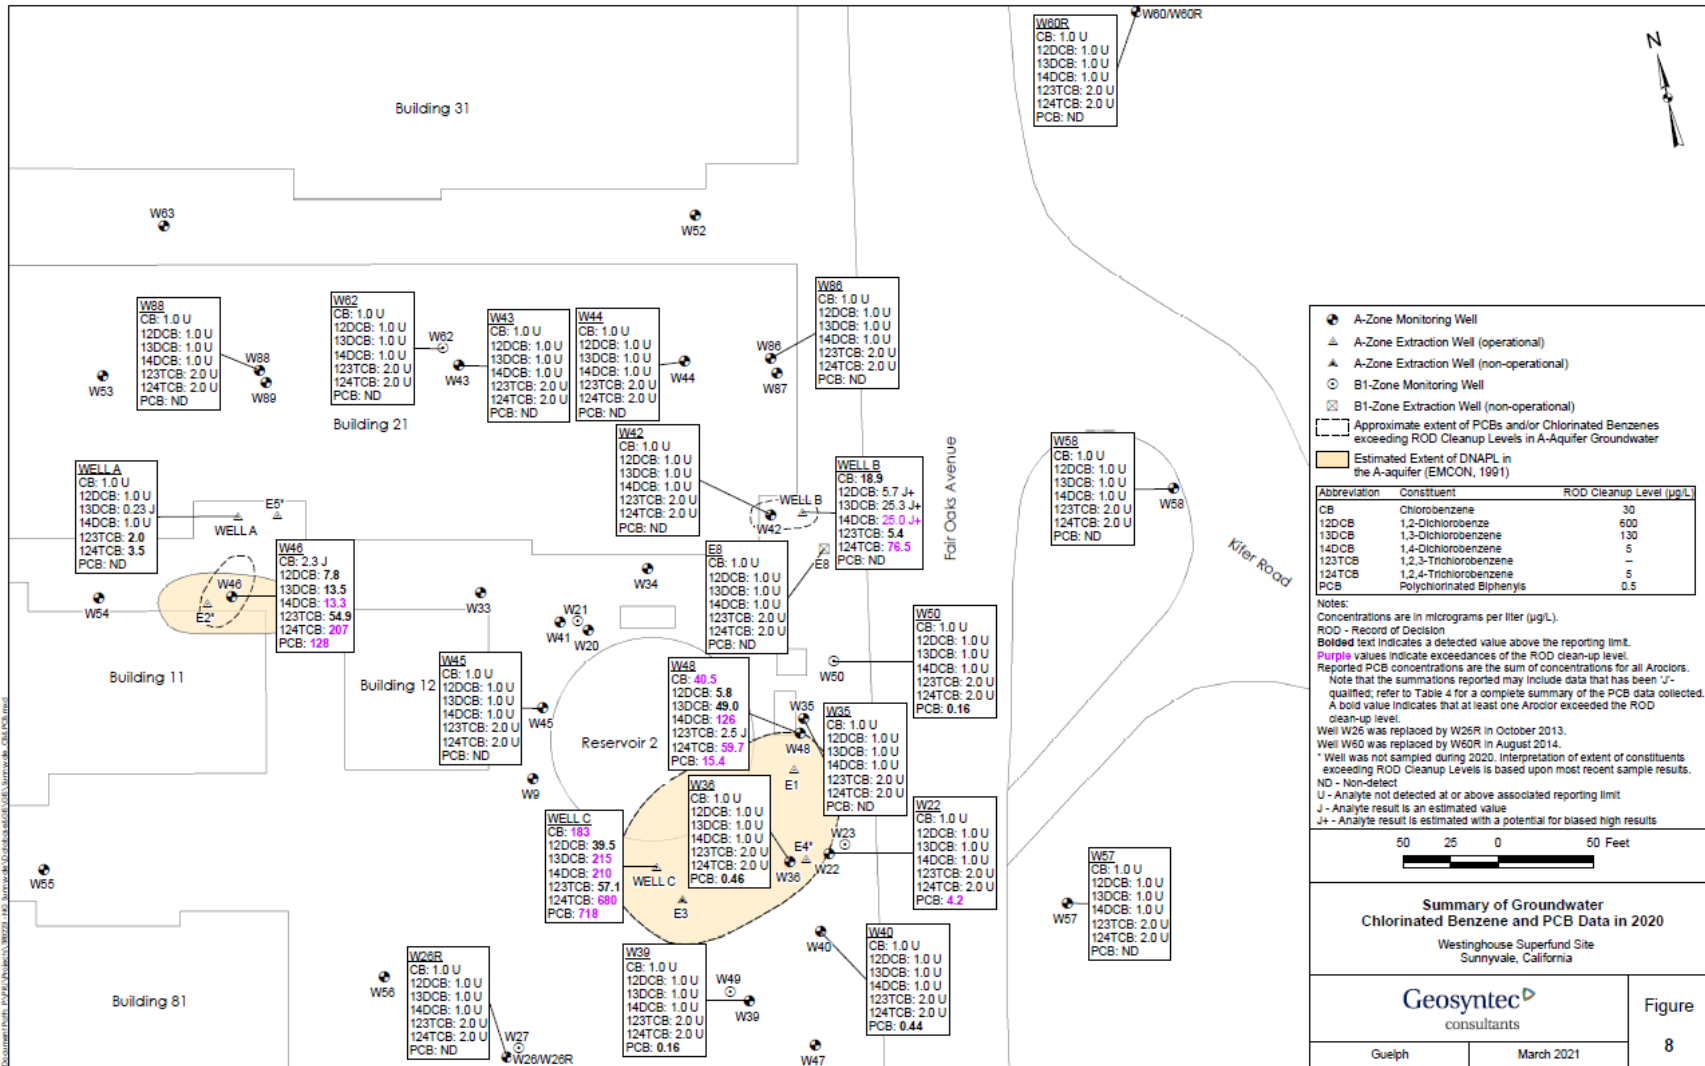 W60R
CB: 1.0 U
12DCB: 1.0 U
13DCB: 1.0 U
14DCB: 1.0 U
123TCB: 2.0 U
124TCB: 2.0 U
PCB: ND
W60/W60R
N
Building 31
W63
W52
W88
CB: 1.0 U
12DCB: 1.0 U
13DCB: 1.0 U
14DCB: 1.0 U
123TCB: 2.0 U
124TCB: 2.0 U
PCB: ND
W88
W89
W53
W62
CB: 1.0 U
12DCB: 1.0 U
13DCB: 1.0 U
14DCB: 1.0 U
123TCB: 2.0 U
124TCB: 2.0 U
PCB: ND
W62
W43
W43
CB: 1.0 U
12DCB: 1.0 U
13DCB: 1.0 U
14DCB: 1.0 U
123TCB: 2.0 U
124TCB: 2.0 U
PCB: ND
W44
CB: 1.0 U
12DCB: 1.0 U
13DCB: 1.0 U
14DCB: 1.0 U
123TCB: 2.0 U
124TCB: 2.0 U
PCB: ND
W44
W86
W87
W86
CB: 1.0 U
12DCB: 1.0 U
13DCB: 1.0 U
14DCB: 1.0 U
123TCB: 2.0 U
124TCB: 2.0 U
PCB: ND
Building 21
W42
CB: 1.0 U
12DCB: 1.0 U
13DCB: 1.0 U
14DCB: 1.0 U
123TCB: 2.0 U
124TCB: 2.0 U
PCB: ND
W42
WELL B
WELL B
CB: 18.9
12DCB: 5.7 J+
13DCB: 25.3 J+
14DCB: 25.0 J+
123TCB: 5.4
124TCB: 76.5
PCB: ND
Fair Oaks Avenue
W58
CB: 1.0 U
12DCB: 1.0 U
13DCB: 1.0 U
14DCB: 1.0 U
123TCB: 2.0 U
124TCB: 2.0 U
PCB: ND
W58
Kifer Road
WELL A
CB: 1.0 U
12DCB: 1.0 U
13DCB: 0.23 J
14DCB: 1.0 U
123TCB: 2.0
124TCB: 3.5
PCB: ND
E5*
WELL A
W46
CB: 2.3 J
12DCB: 7.8
13DCB: 13.5
14DCB: 13.3
123TCB: 54.9
124TCB: 207
PCB: 128
W46
E2*
W54
W33
W34
W21
W41
W20
E8
CB: 1.0 U
12DCB: 1.0 U
13DCB: 1.0 U
14DCB: 1.0 U
123TCB: 2.0 U
124TCB: 2.0 U
PCB: ND
E8
W50
W50
CB: 1.0 U
12DCB: 1.0 U
13DCB: 1.0 U
14DCB: 1.0 U
123TCB: 2.0 U
124TCB: 2.0 U
PCB: 0.16
Building 11
Building 12
W45
CB: 1.0 U
12DCB: 1.0 U
13DCB: 1.0 U
14DCB: 1.0 U
123TCB: 2.0 U
124TCB: 2.0 U
PCB: ND
W45
W9
Reservoir 2
W48
CB: 40.5
12DCB: 5.8
13DCB: 49.0
14DCB: 126
123TCB: 2.5 J
124TCB: 59.7
PCB: 15.4
W35
W48
E1
W35
CB: 1.0 U
12DCB: 1.0 U
13DCB: 1.0 U
14DCB: 1.0 U
123TCB: 2.0 U
124TCB: 2.0 U
PCB: ND
W36
CB: 1.0 U
12DCB: 1.0 U
13DCB: 1.0 U
14DCB: 1.0 U
123TCB: 2.0 U
124TCB: 2.0 U
PCB: 0.46
W36
E4*
W23
W22
W22
CB: 1.0 U
12DCB: 1.0 U
13DCB: 1.0 U
14DCB: 1.0 U
123TCB: 2.0 U
124TCB: 2.0 U
PCB: 4.2
WELL C
CB: 183
12DCB: 39.5
13DCB: 215
14DCB: 210
123TCB: 57.1
124TCB: 680
PCB: 718
WELL C
E3
W55
W57
CB: 1.0 U
12DCB: 1.0 U
13DCB: 1.0 U
14DCB: 1.0 U
123TCB: 2.0 U
124TCB: 2.0 U
PCB: ND
W57
W40
W40
CB: 1.0 U
12DCB: 1.0 U
13DCB: 1.0 U
14DCB: 1.0 U
123TCB: 2.0 U
124TCB: 2.0 U
PCB: 0.44
W39
CB: 1.0 U
12DCB: 1.0 U
13DCB: 1.0 U
14DCB: 1.0 U
123TCB: 2.0 U
124TCB: 2.0 U
PCB: 0.16
W49
W39
W47
Building 81
W56
W26R
CB: 1.0 U
12DCB: 1.0 U
13DCB: 1.0 U
14DCB: 1.0 U
123TCB: 2.0 U
124TCB: 2.0 U
PCB: ND
W27
W26/W26R
A-Zone Monitoring Well
A-Zone Extraction Well (operational)
A-Zone Extraction Well (non-operational)
B1-Zone Monitoring Well
B1-Zone Extraction Well (non-operational)
Approximate extent of PCBs and/or Chlorinated Benzenes
exceeding ROD Cleanup Levels in A-Aquifer Groundwater
Estimated Extent of DNAPL in
the A-aquifer (EMCON, 1991)
Abbreviation Constituent ROD Cleanup Level (µg/L)
CB Chlorobenzene 30
12DCB 1,2-Dichlorobenze 600
13DCB 1,3-Dichlorobenzene 130
14DCB 1,4-Dichlorobenzene 5
123TCB 1,2,3-Trichlorobenzene –
124TCB 1,2,4-Trichlorobenzene 5
PCB Polychlorinated Biphenyls 0.5
Notes:
Concentrations are in micrograms per liter (µg/L).
ROD - Record of Decision
Bolded text indicates a detected value above the reporting limit.
Purple values indicate exceedances of the ROD clean-up level.
Reported PCB concentrations are the sum of concentrations for all Aroclors.
Note that the summations reported may include data that has been 'J'-
qualified; refer to Table 4 for a complete summary of the PCB data collected.
A bold value indicates that at least one Aroclor exceeded the ROD
clean-up level.
Well W26 was replaced by W26R in October 2013.
Well W60 was replaced by W60R in August 2014.
* Well was not sampled during 2020. Interpretation of extent of constituents
exceeding ROD Cleanup Levels is based upon most recent sample results.
ND - Non-detect
U - Analyte not detected at or above associated reporting limit
J - Analyte result is an estimated value
J+ - Analyte result is estimated with a potential for biased high results
50 25 0 50 Feet
Summary of Groundwater
Chlorinated Benzene and PCB Data in 2020
Westinghouse Superfund Site
Sunnyvale, California
Geosyntec
consultants
Figure
8
Guelph
March 2021